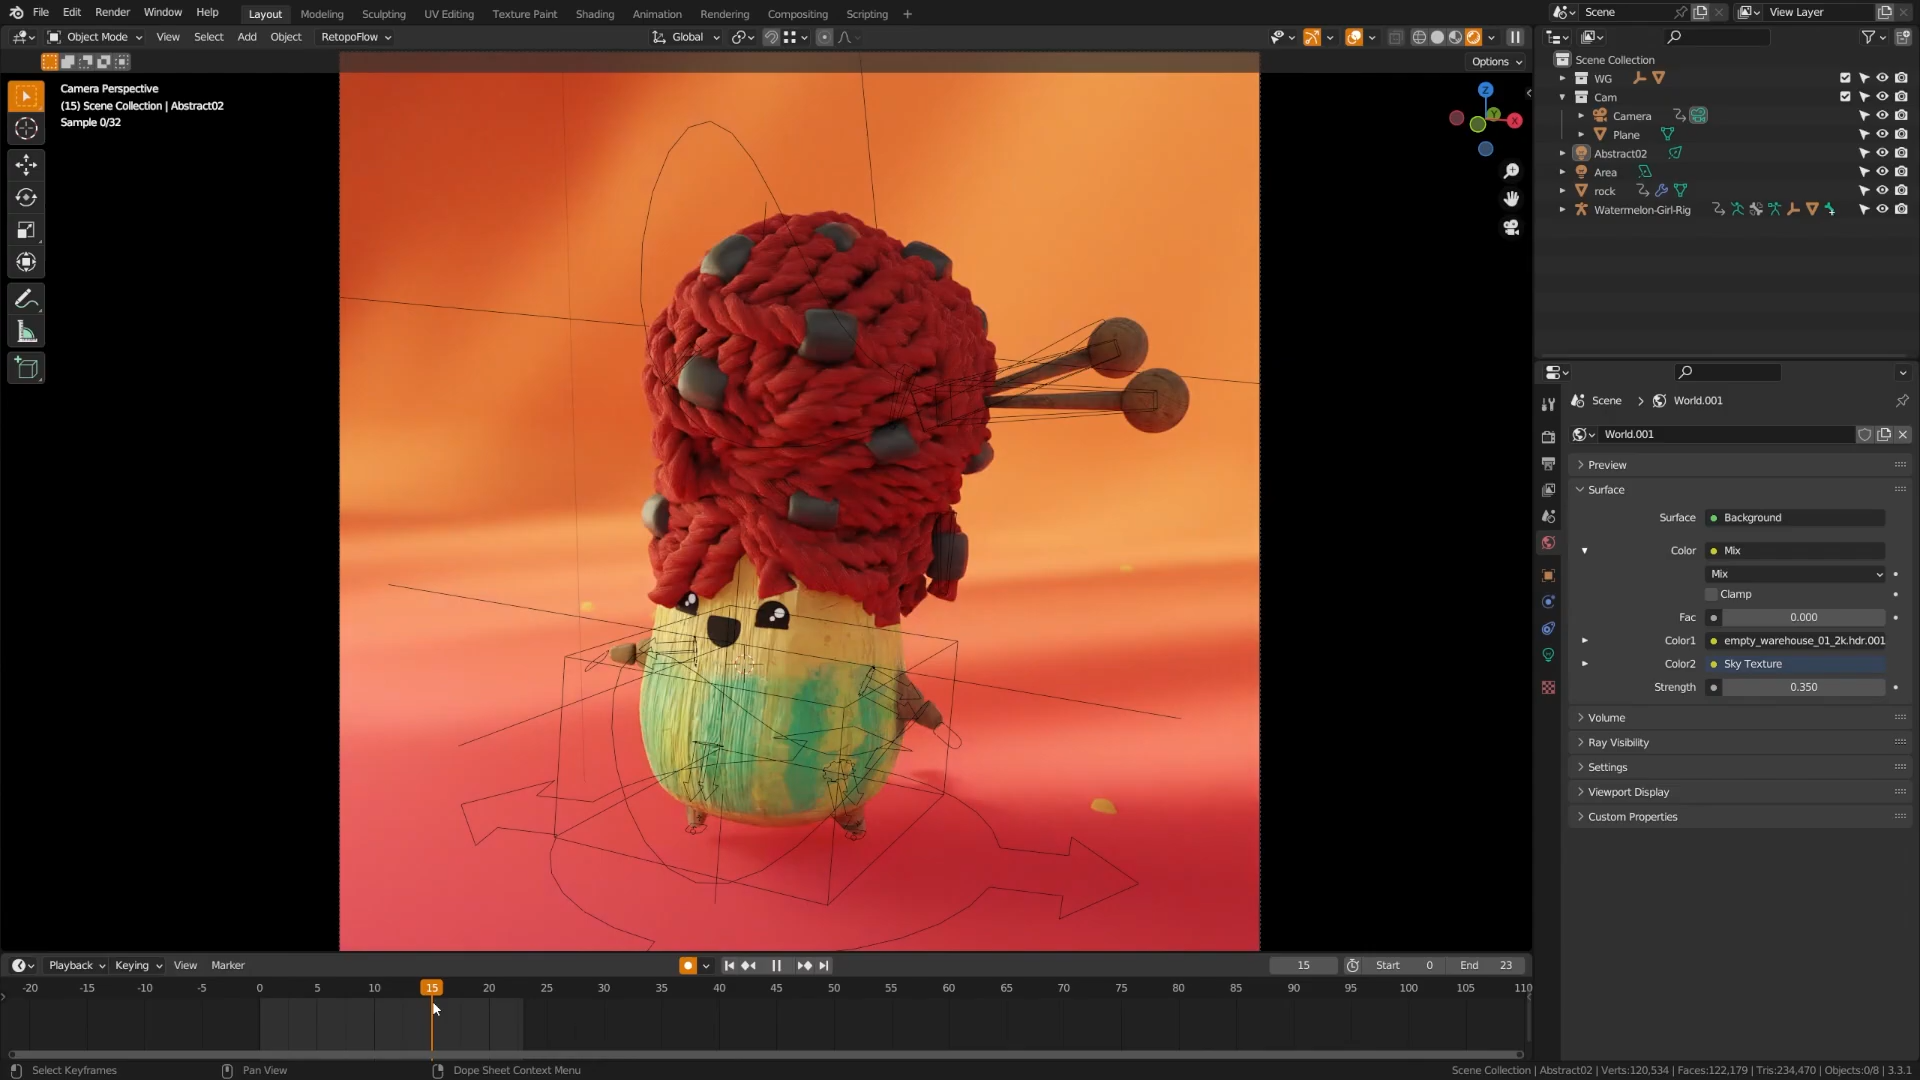 File Edit Render Window Help Layout Modeling Sculpting UV Editing Texture Paint Shading Animation Rendering Compositing Scripting +
Scene View Layer
Object Mode View Select Add Object RetopoFlow Global
Options
Camera Perspective
(15) Scene Collection | Abstract02
Sample 0/32
Z
Y
X
Scene Collection
WG
Cam
Camera
Plane
Abstract02
Area
rock
Watermelon-Girl-Rig
Scene > World.001
World.001
Preview
Surface
Surface Background
Color Mix
Mix
Clamp
Fac 0.000
Color1 empty_warehouse_01_2k.hdr.001
Color2 Sky Texture
Strength 0.350
Volume
Ray Visibility
Settings
Viewport Display
Custom Properties
Playback Keying View Marker 15 Start 0 End 23
-20 -15 -10 -5 0 5 10 15 20 25 30 35 40 45 50 55 60 65 70 75 80 85 90 95 100 105 110
Select Keyframes Pan View Dope Sheet Context Menu
Scene Collection | Abstract02 | Verts:120,534 | Faces:122,179 | Tris:234,470 | Objects:0/8 | 3.3.1